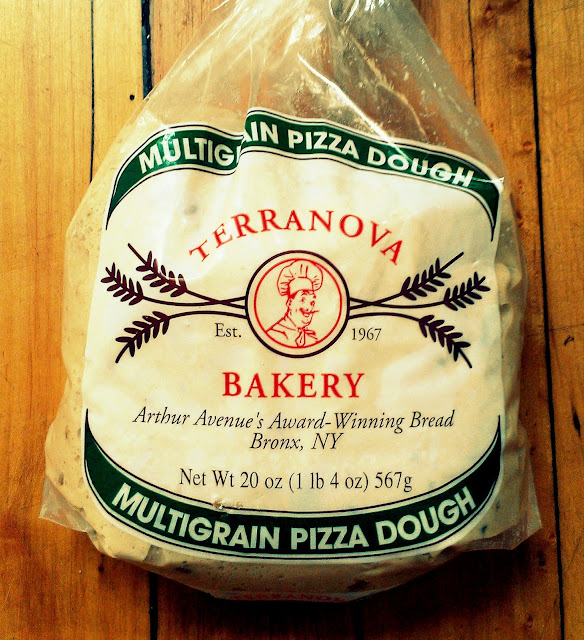 MULTIGRAIN PIZZA DOUGH
TERRANOVA
Est. 1967
BAKERY
Arthur Avenue's Award-Winning Bread
Bronx, NY
Net Wt 20 oz (1 lb 4 oz) 567g
MULTIGRAIN PIZZA DOUGH